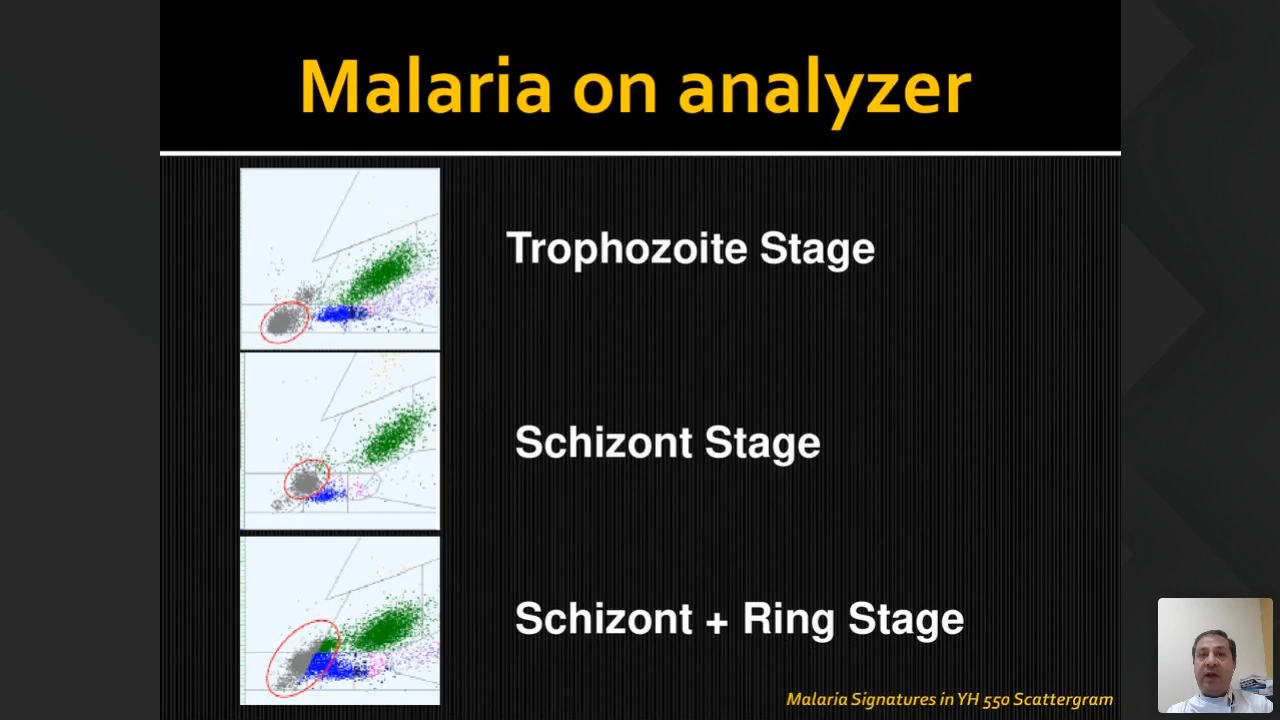 Malaria on analyzer
Trophozoite Stage
Schizont Stage
Schizont + Ring Stage
Malaria Signatures in YH 550 Scattergram